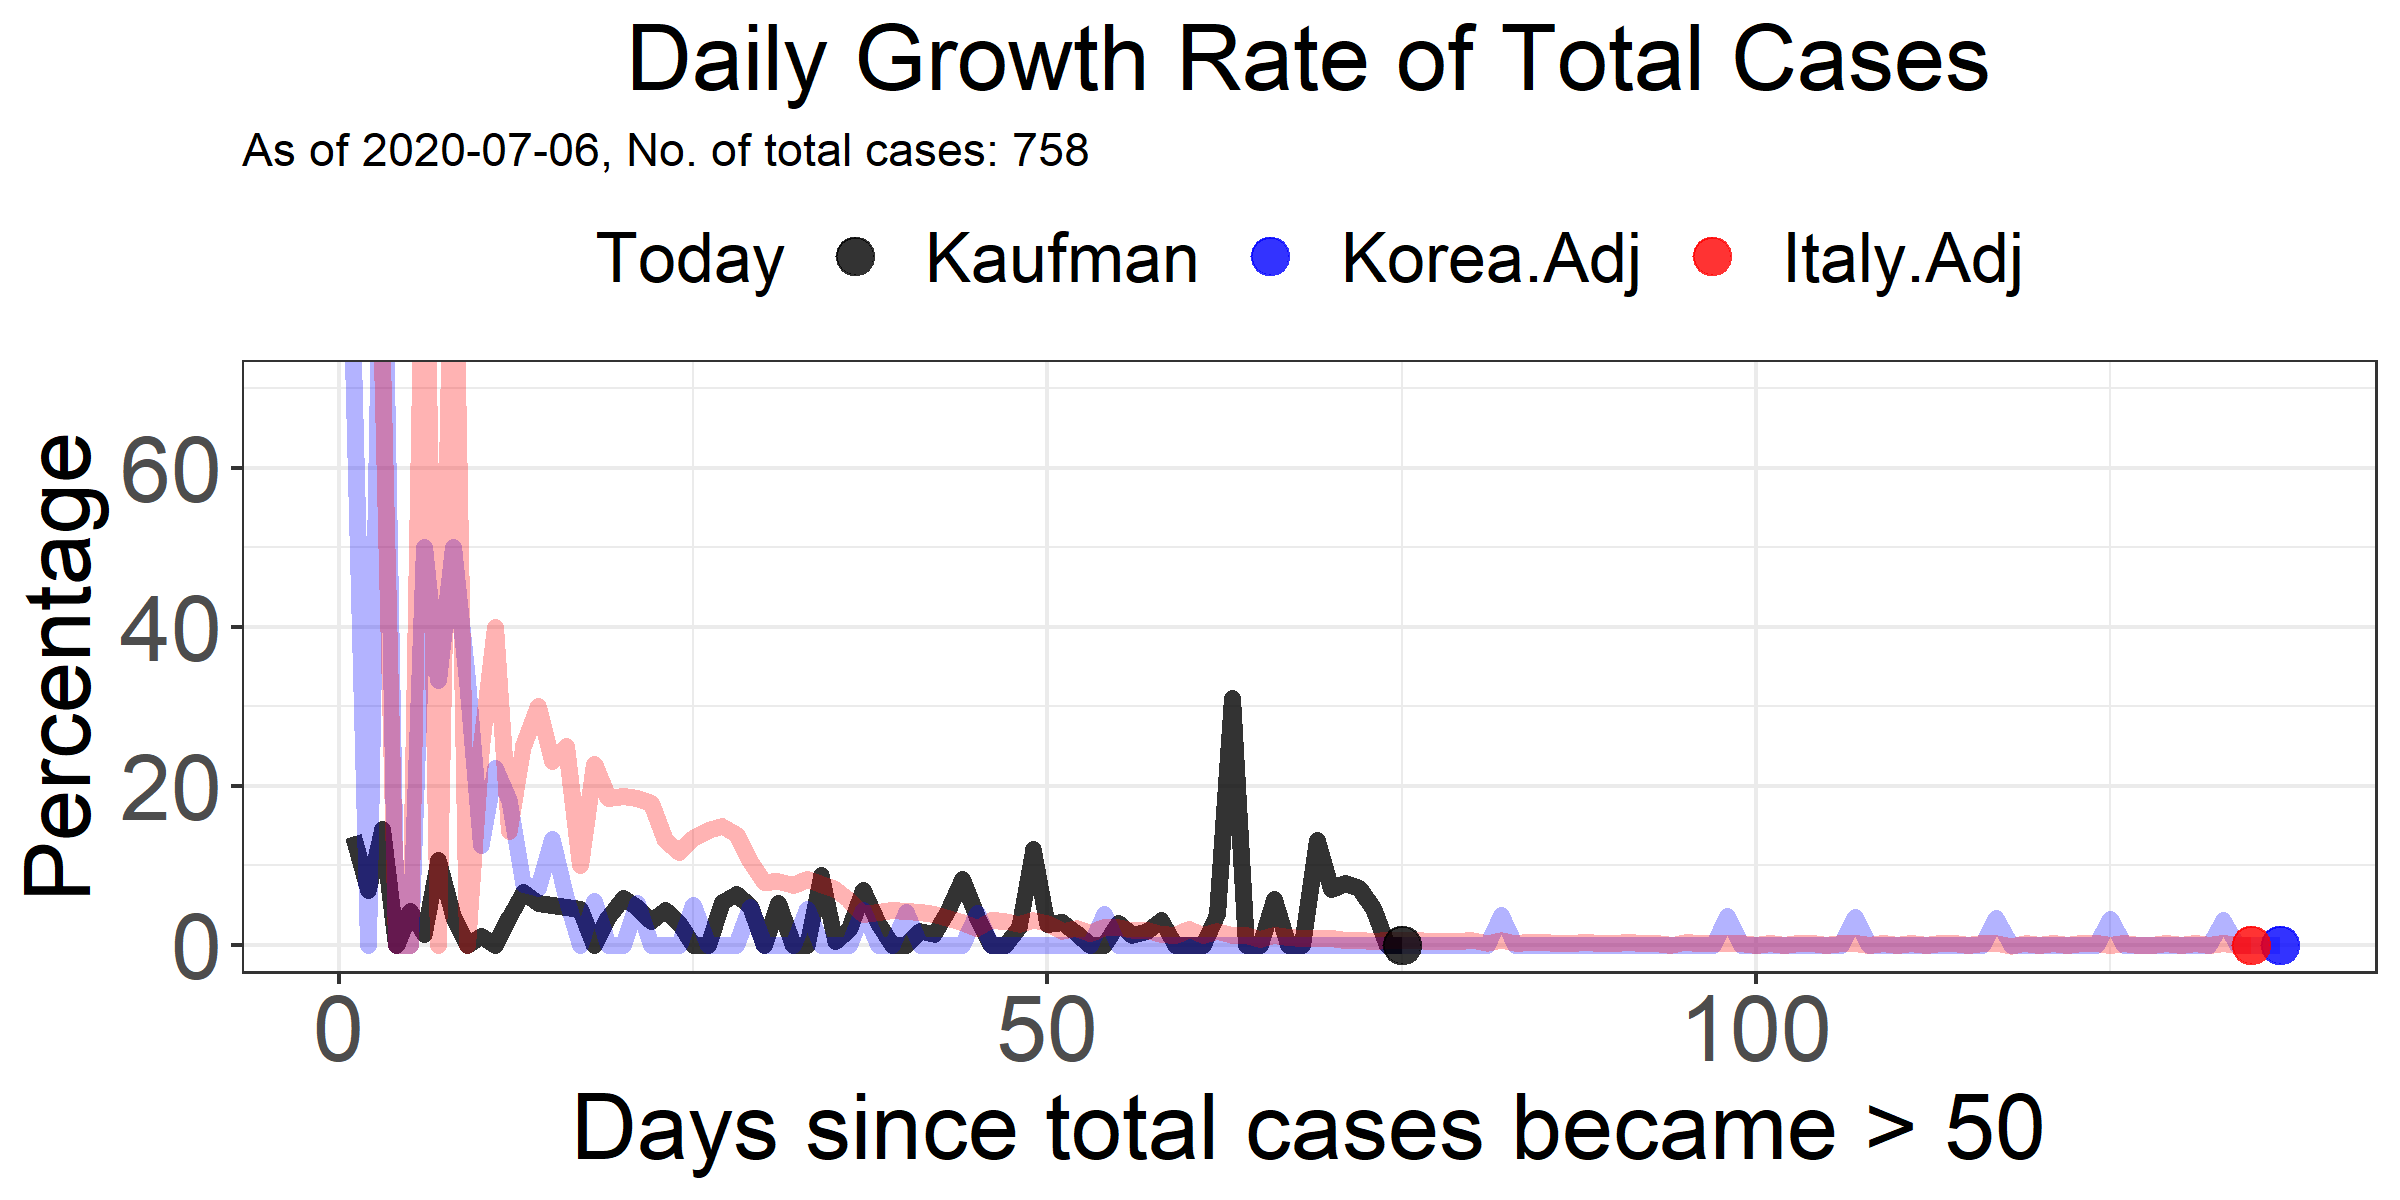 Daily Growth Rate of Total Cases
As of 2020-07-06, No. of total cases: 758
Today Kaufman Korea.Adj Italy.Adj
Percentage
60
40
20
0
0 50 100
Days since total cases became > 50